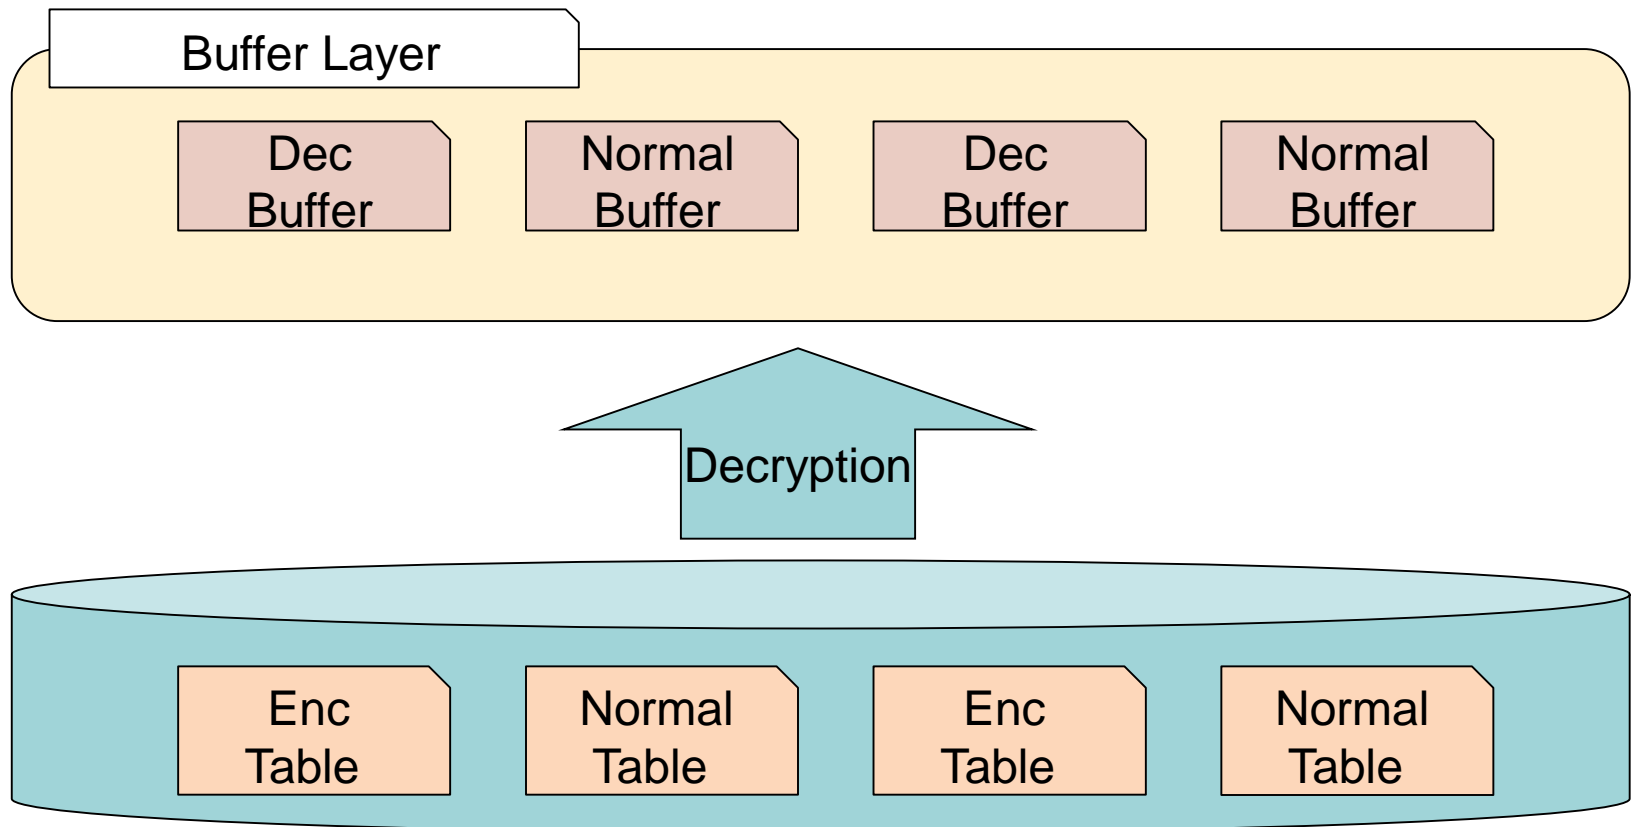 Buffer Layer
Dec
Buffer
Normal
Buffer
Dec
Buffer
Normal
Buffer
Decryption
Enc
Table
Normal
Table
Enc
Table
Normal
Table